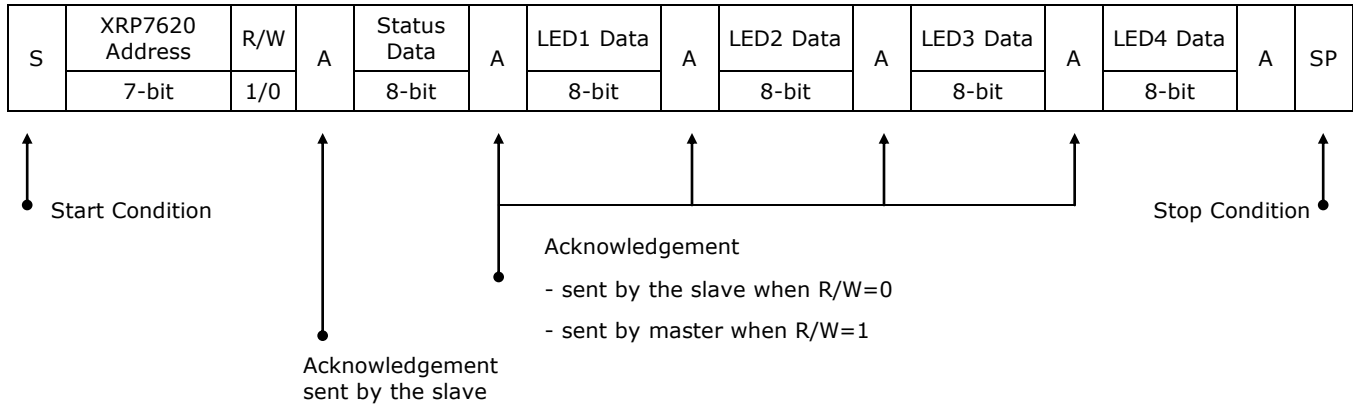 S
XRP7620
Address
7-bit
R/W
1/0
A
Status
Data
8-bit
A
LED1 Data
8-bit
A
LED2 Data
8-bit
A
LED3 Data
8-bit
A
LED4 Data
8-bit
A
SP
Start Condition
Stop Condition
Acknowledgement
- sent by the slave when R/W=0
- sent by master when R/W=1
Acknowledgement
sent by the slave